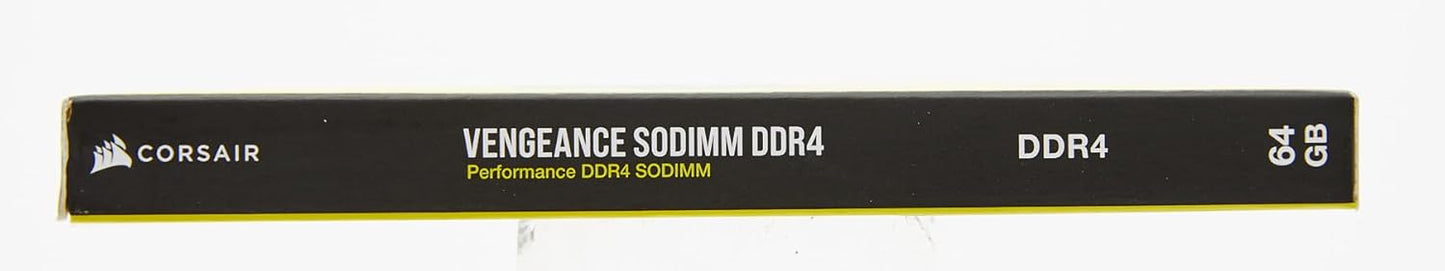 CORSAIR
VENGEANCE SODIMM DDR4
Performance DDR4 SODIMM
DDR4
64
GB